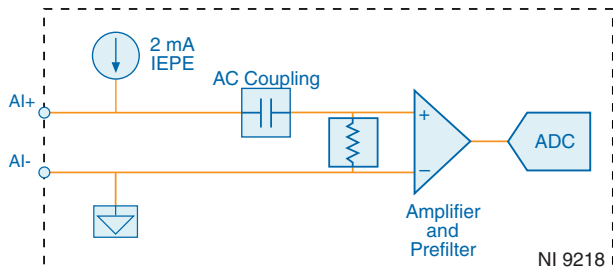 2 mA
IEPE
AC Coupling
AI+
AI-
+
−
ADC
Amplifier
and
Prefilter
NI 9218